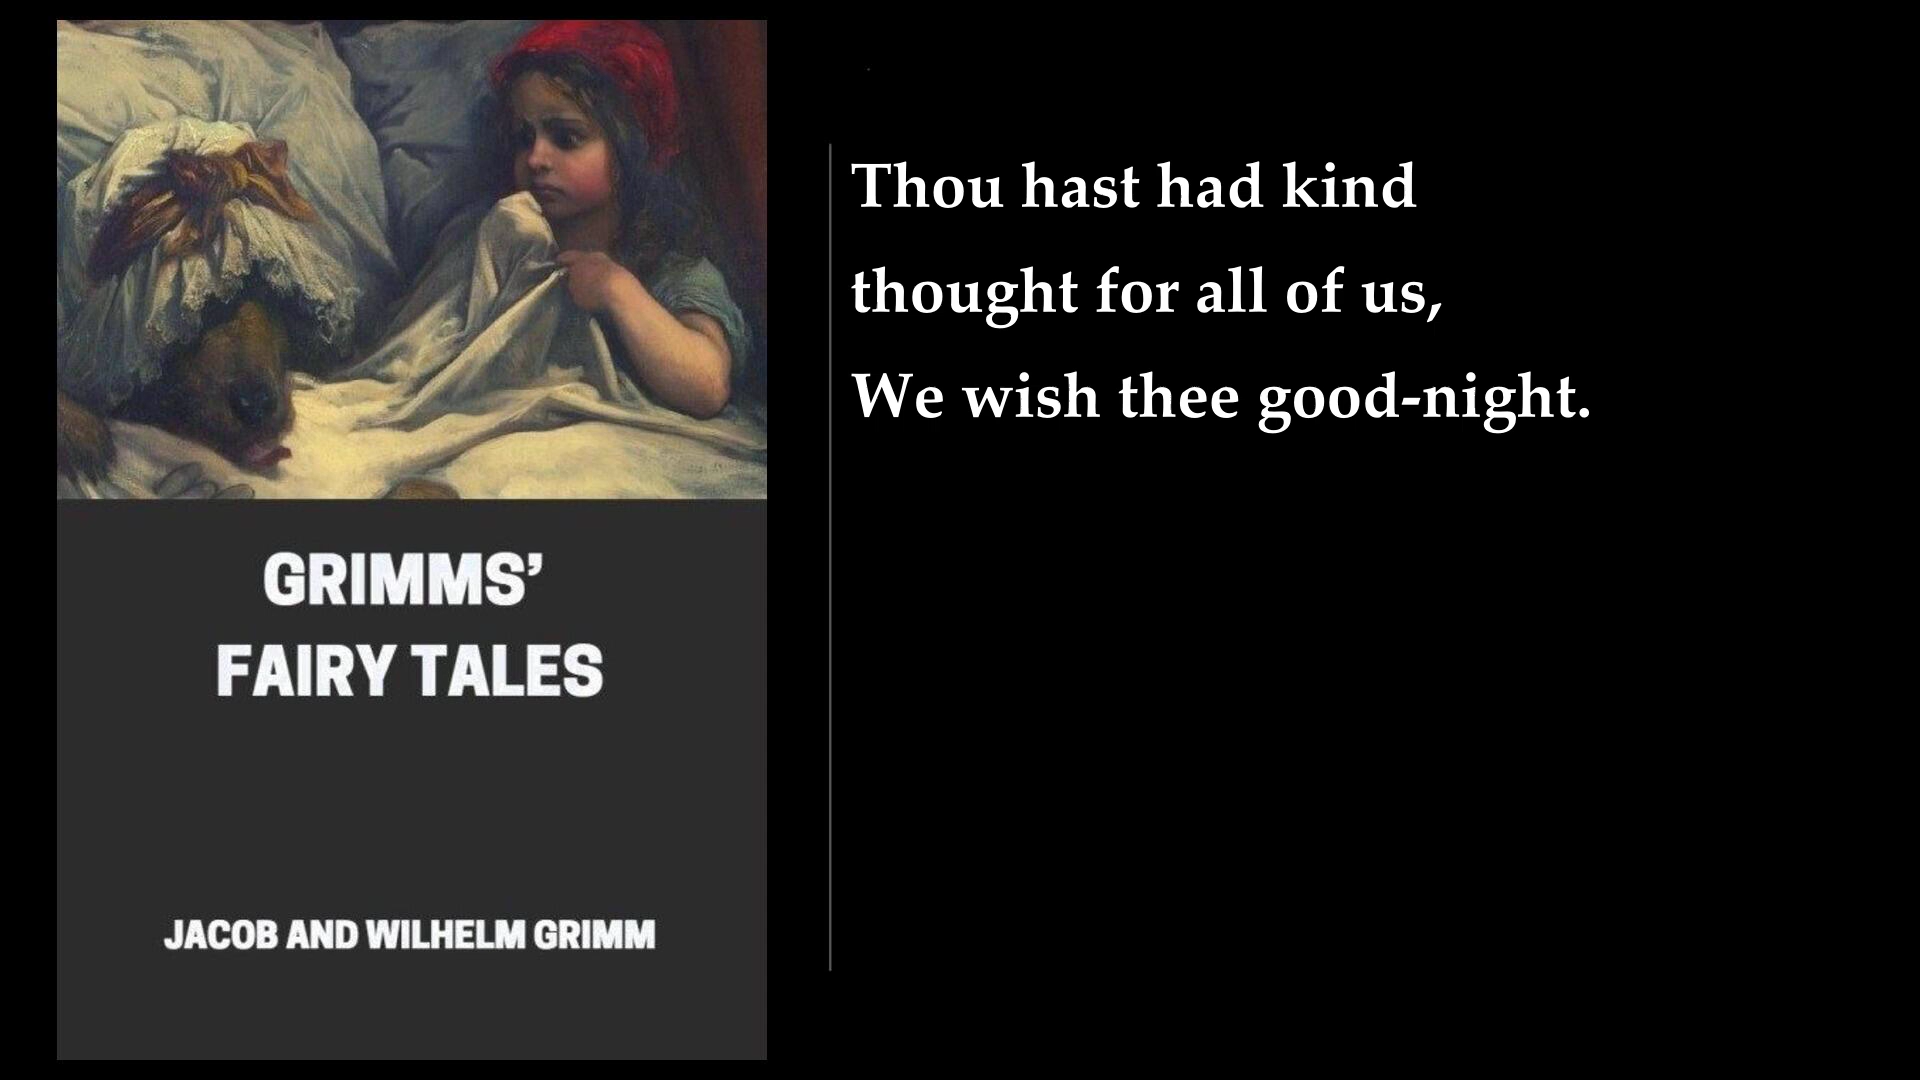 GRIMMS’
FAIRY TALES
JACOB AND WILHELM GRIMM
Thou hast had kind
thought for all of us,
We wish thee good-night.